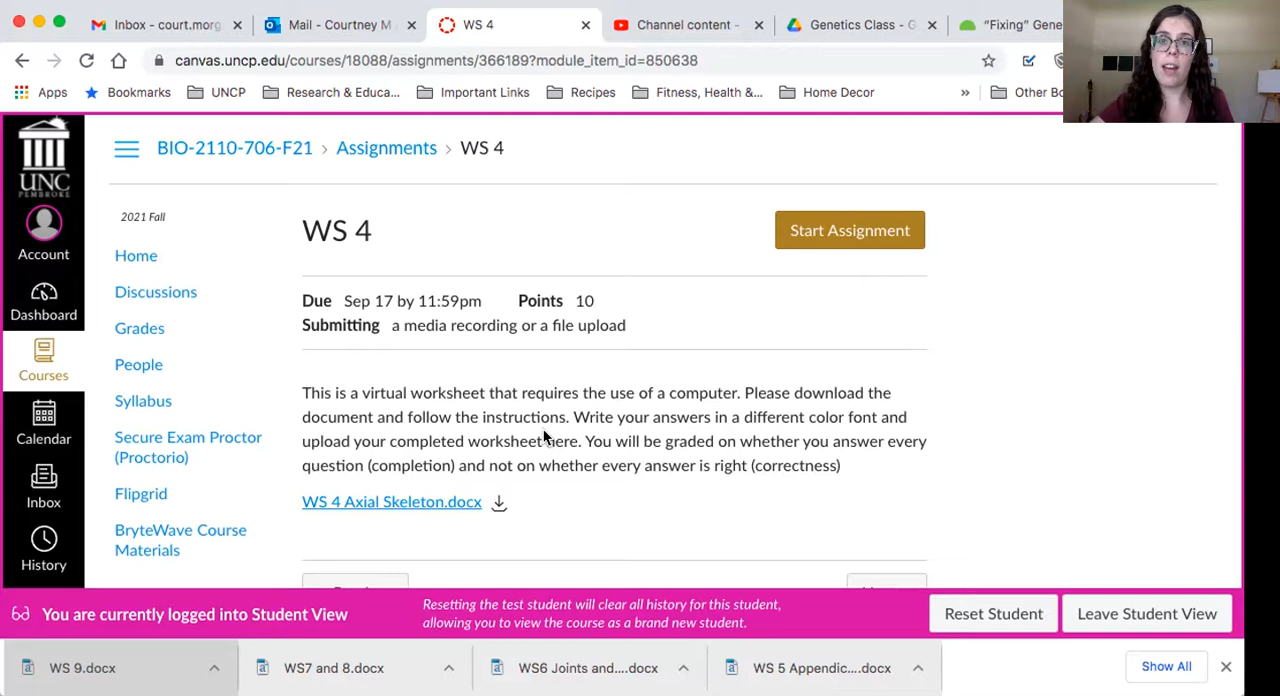 Inbox - court.morg
Mail - Courtney M
WS 4
Channel content -
Genetics Class - G
"Fixing" Gene
canvas.uncp.edu/courses/18088/assignments/366189?module_item_id=850638
Apps
Bookmarks
UNCP
Research & Educa...
Important Links
Recipes
Fitness, Health &...
Home Decor
»
Other Bo
UNC
PEMBROKE
BIO-2110-706-F21 › Assignments › WS 4
Account
Dashboard
Courses
Calendar
Inbox
History
2021 Fall
Home
Discussions
Grades
People
Syllabus
Secure Exam Proctor
(Proctorio)
Flipgrid
BryteWave Course
Materials
WS 4
Start Assignment
Due Sep 17 by 11:59pm Points 10
Submitting a media recording or a file upload
This is a virtual worksheet that requires the use of a computer. Please download the
document and follow the instructions. Write your answers in a different color font and
upload your completed worksheet here. You will be graded on whether you answer every
question (completion) and not on whether every answer is right (correctness)
WS 4 Axial Skeleton.docx
You are currently logged into Student View
Resetting the test student will clear all history for this student,
allowing you to view the course as a brand new student.
Reset Student
Leave Student View
WS 9.docx
WS7 and 8.docx
WS6 Joints and....docx
WS 5 Appendic....docx
Show All